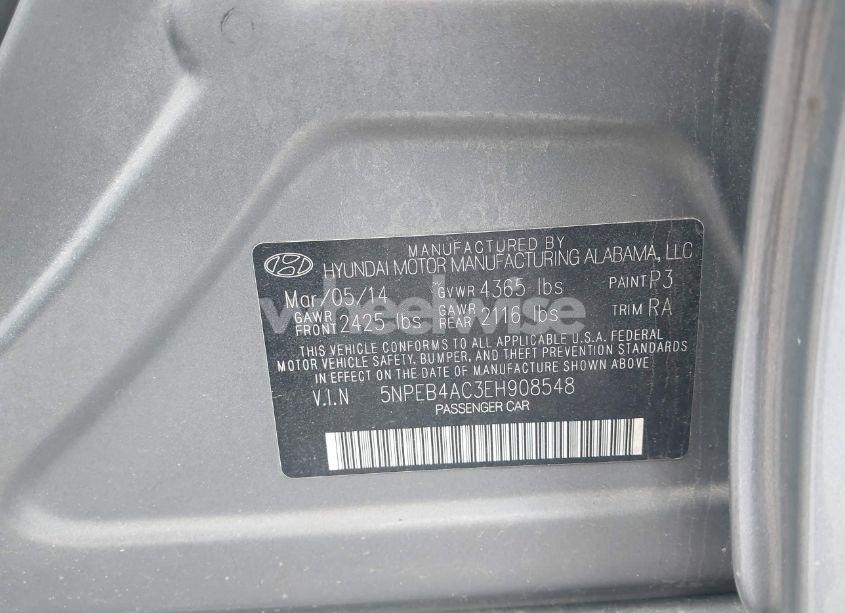 MANUFACTURED BY
HYUNDAI MOTOR MANUFACTURING ALABAMA, LLC
Mar/05/14 GVWR 4365 lbs PAINT P3
GAWR FRONT 2425 lbs GAWR REAR 2116 lbs TRIM RA
wheelwise
THIS VEHICLE CONFORMS TO ALL APPLICABLE U.S.A. FEDERAL
MOTOR VEHICLE SAFETY, BUMPER, AND THEFT PREVENTION STANDARDS
IN EFFECT ON THE DATE OF MANUFACTURE SHOWN ABOVE
V.I.N 5NPEB4AC3EH908548
PASSENGER CAR